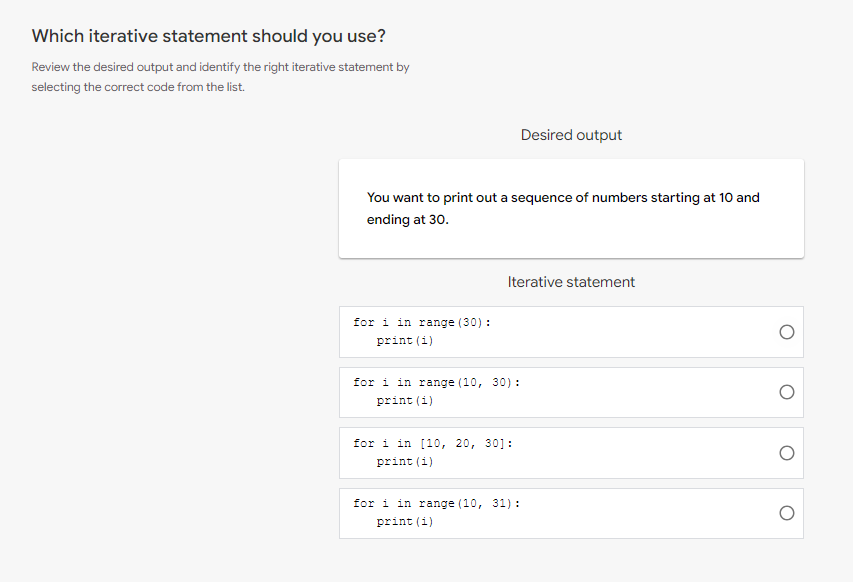 Which iterative statement should you use?
Review the desired output and identify the right iterative statement by
selecting the correct code from the list.
Desired output
You want to print out a sequence of numbers starting at 10 and
ending at 30.
Iterative statement
for i in range(30):
    print(i)
for i in range(10, 30):
    print(i)
for i in [10, 20, 30]:
    print(i)
for i in range(10, 31):
    print(i)